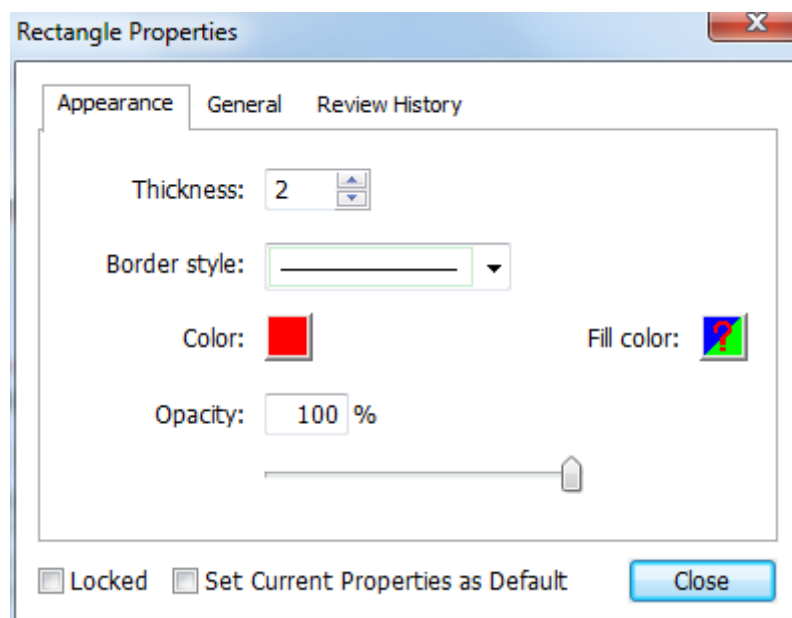 Rectangle Properties
Appearance General Review History
Thickness: 2
Border style:
Color: Fill color: ?
Opacity: 100 %
Locked Set Current Properties as Default Close